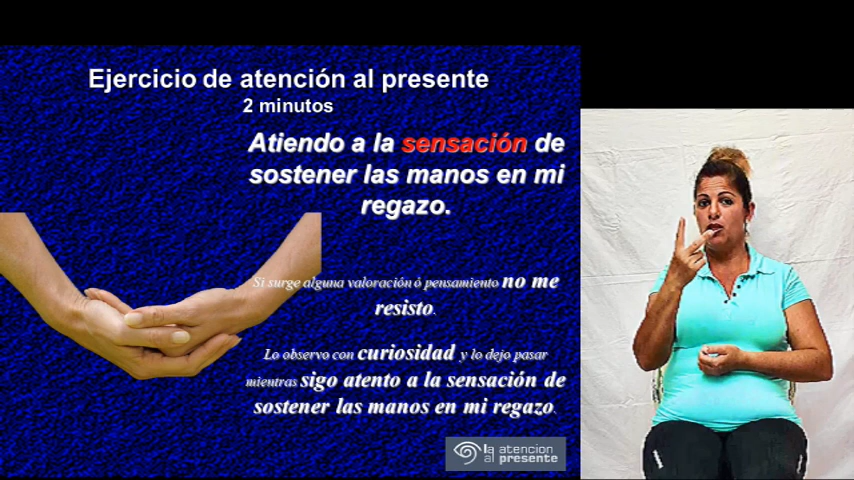 Ejercicio de atención al presente
2 minutos
Atiendo a la sensación de
sostener las manos en mi
regazo.
Si surge alguna valoración ó pensamiento no me
resisto.
Lo observo con curiosidad y lo dejo pasar
mientras sigo atento a la sensación de
sostener las manos en mi regazo.
la atencion
al presente